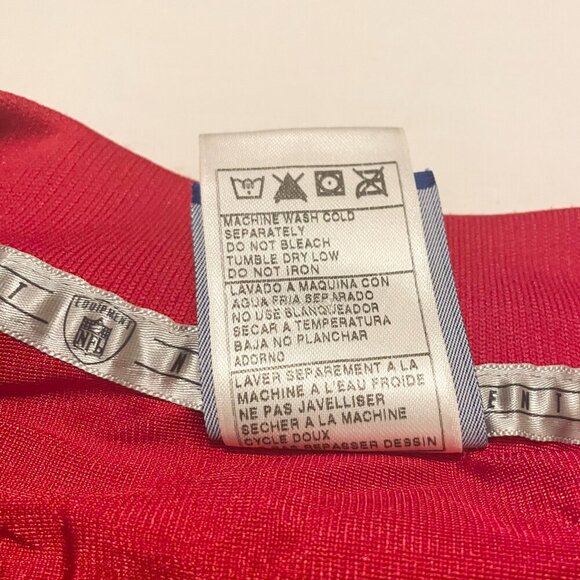 MACHINE WASH COLD
SEPARATELY
DO NOT BLEACH
TUMBLE DRY LOW
DO NOT IRON
LAVADO A MAQUINA CON
AGUA FRIA SEPARADO
NO USE BLANQUEADOR
SECAR A TEMPERATURA
BAJA NO PLANCHAR
ADORNO
LAVER SEPAREMENT A LA
MACHINE A L'EAU FROIDE
NE PAS JAVELLISER
SECHER A LA MACHINE
CYCLE DOUX
REPASSER DESSIN
T EQUIPMENT NFL N
E N T